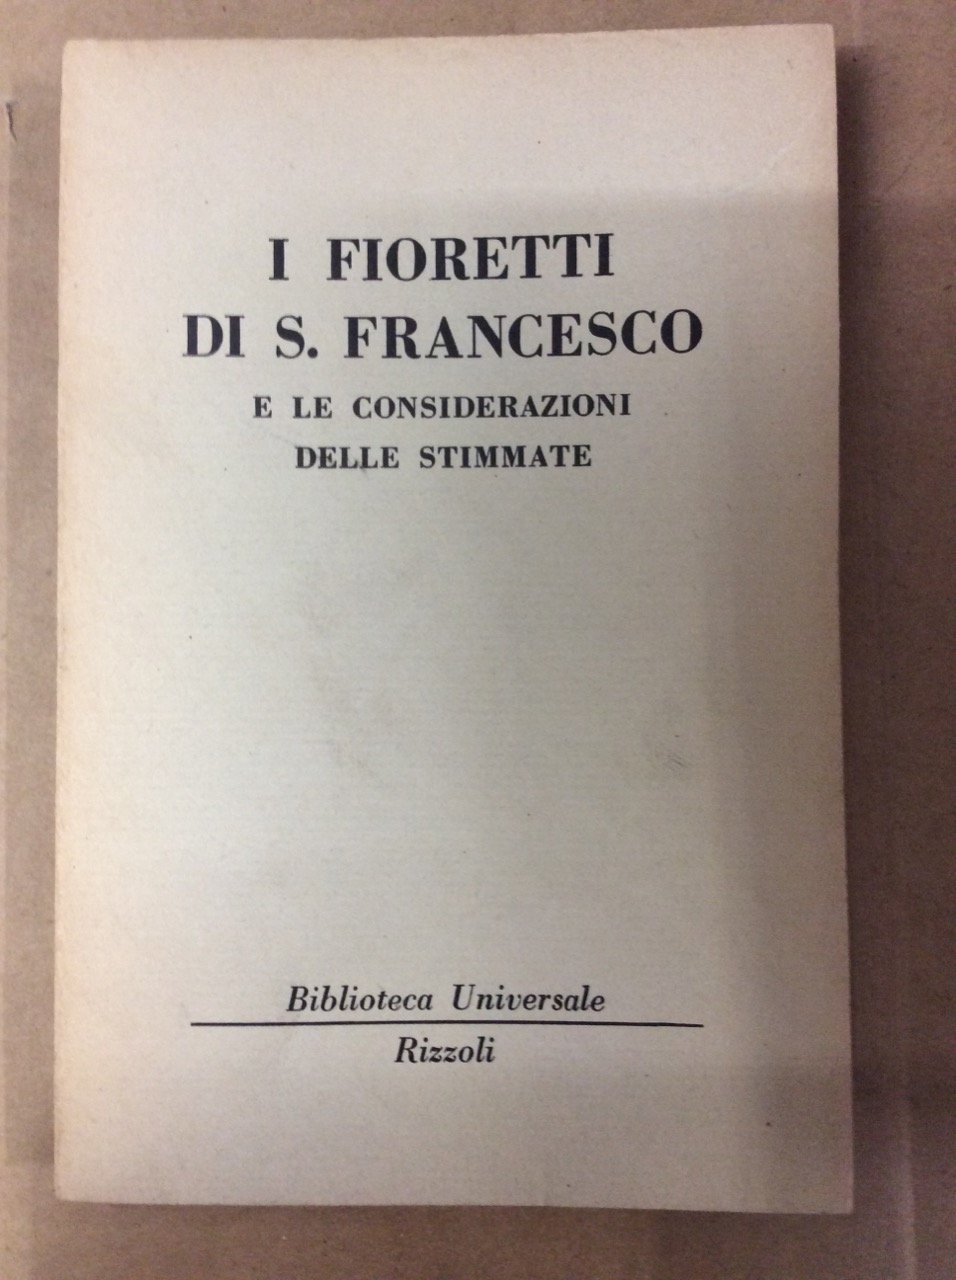 I FIORETTI
DI S. FRANCESCO
E LE CONSIDERAZIONI
DELLE STIMMATE
Biblioteca Universale
Rizzoli